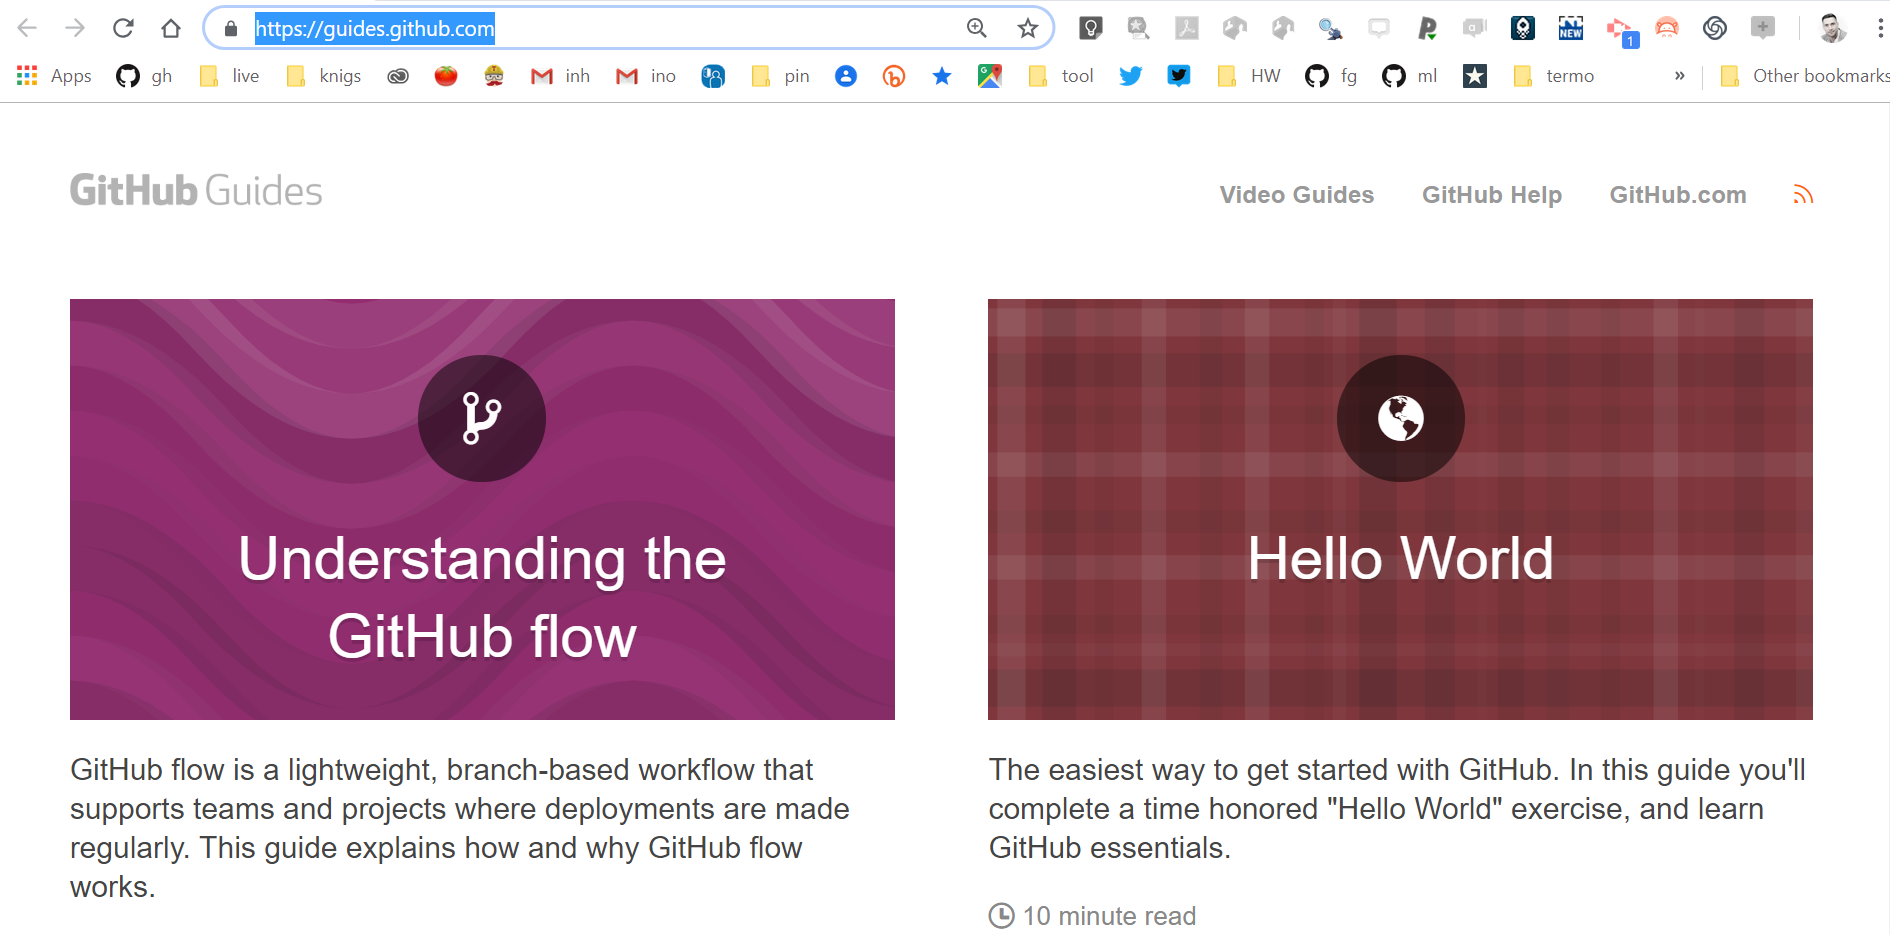 https://guides.github.com
NEW
1
Apps gh live knigs inh ino pin tool HW fg ml termo » Other bookmarks
GitHub Guides
Video Guides GitHub Help GitHub.com
Understanding the
GitHub flow
GitHub flow is a lightweight, branch-based workflow that
supports teams and projects where deployments are made
regularly. This guide explains how and why GitHub flow
works.
Hello World
The easiest way to get started with GitHub. In this guide you'll
complete a time honored "Hello World" exercise, and learn
GitHub essentials.
10 minute read